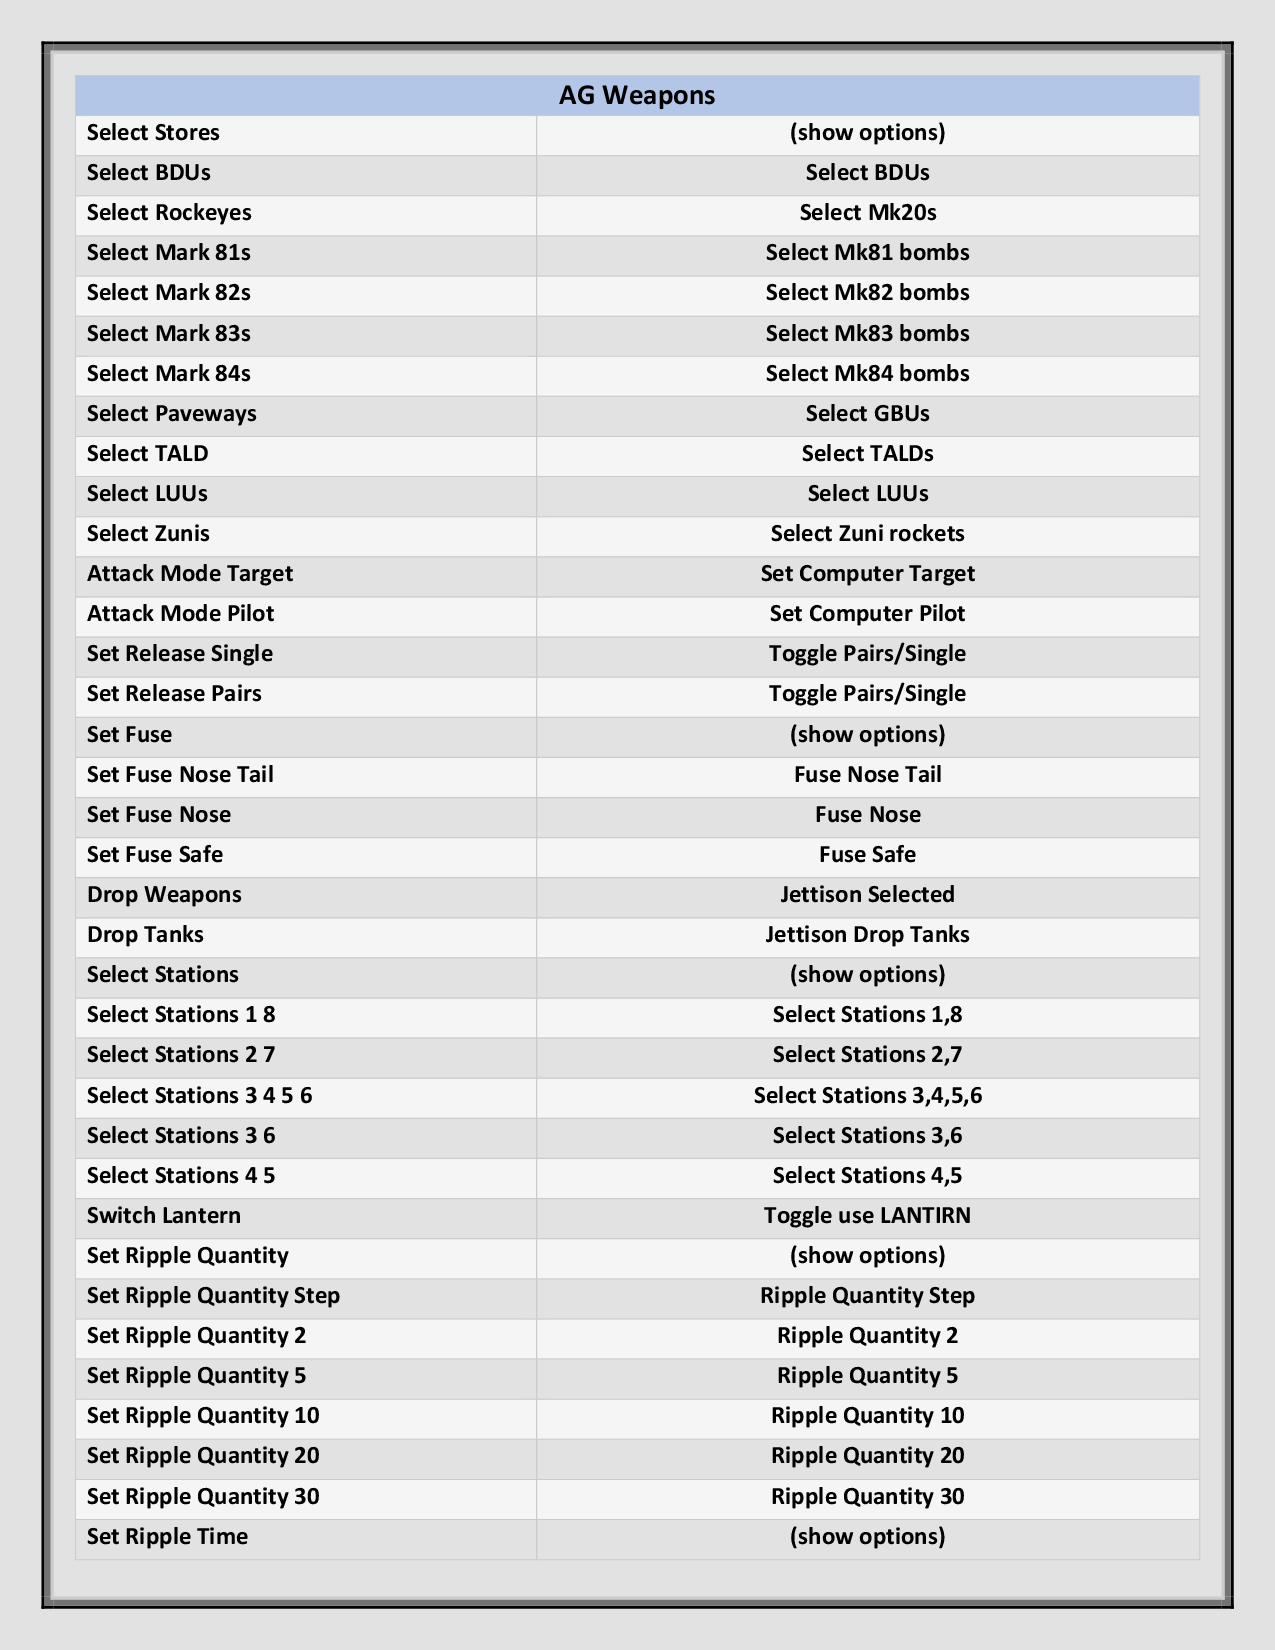 AG Weapons
Select Stores (show options)
Select BDUs Select BDUs
Select Rockeyes Select Mk20s
Select Mark 81s Select Mk81 bombs
Select Mark 82s Select Mk82 bombs
Select Mark 83s Select Mk83 bombs
Select Mark 84s Select Mk84 bombs
Select Paveways Select GBUs
Select TALD Select TALDs
Select LUUs Select LUUs
Select Zunis Select Zuni rockets
Attack Mode Target Set Computer Target
Attack Mode Pilot Set Computer Pilot
Set Release Single Toggle Pairs/Single
Set Release Pairs Toggle Pairs/Single
Set Fuse (show options)
Set Fuse Nose Tail Fuse Nose Tail
Set Fuse Nose Fuse Nose
Set Fuse Safe Fuse Safe
Drop Weapons Jettison Selected
Drop Tanks Jettison Drop Tanks
Select Stations (show options)
Select Stations 1 8 Select Stations 1,8
Select Stations 2 7 Select Stations 2,7
Select Stations 3 4 5 6 Select Stations 3,4,5,6
Select Stations 3 6 Select Stations 3,6
Select Stations 4 5 Select Stations 4,5
Switch Lantern Toggle use LANTIRN
Set Ripple Quantity (show options)
Set Ripple Quantity Step Ripple Quantity Step
Set Ripple Quantity 2 Ripple Quantity 2
Set Ripple Quantity 5 Ripple Quantity 5
Set Ripple Quantity 10 Ripple Quantity 10
Set Ripple Quantity 20 Ripple Quantity 20
Set Ripple Quantity 30 Ripple Quantity 30
Set Ripple Time (show options)